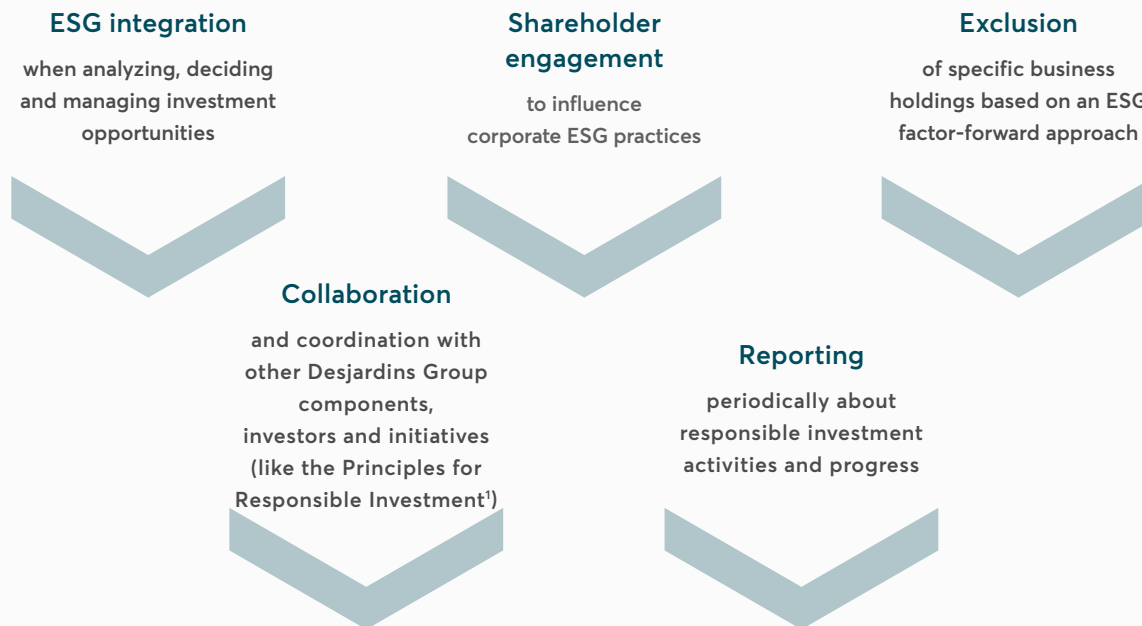 ESG integration
when analyzing, deciding
and managing investment
opportunities
Shareholder
engagement
to influence
corporate ESG practices
Exclusion
of specific business
holdings based on an ESG
factor-forward approach
Collaboration
and coordination with
other Desjardins Group
components,
investors and initiatives
(like the Principles for
Responsible Investment¹)
Reporting
periodically about
responsible investment
activities and progress